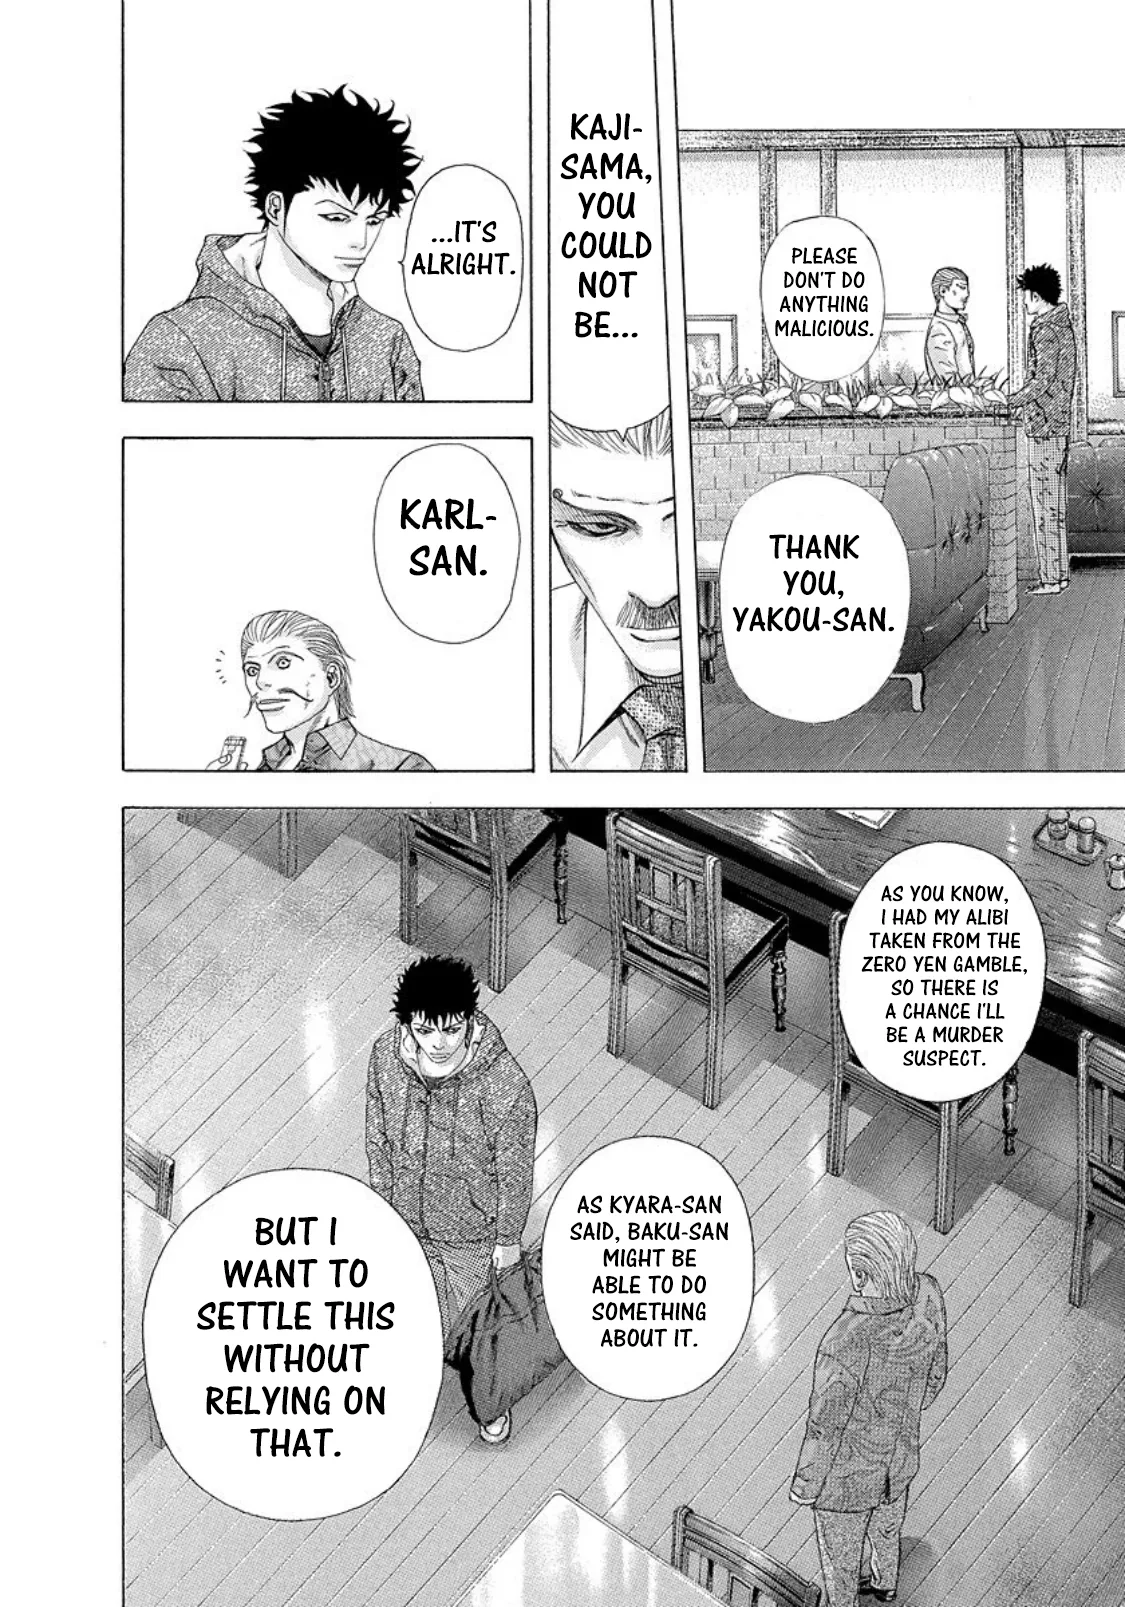 PLEASE
DON'T DO
ANYTHING
MALICIOUS.
THANK
YOU,
YAKOU-SAN.
KAJI-
SAMA,
YOU
COULD
NOT
BE...
...IT'S
ALRIGHT.
KARL-
SAN.
AS YOU KNOW,
I HAD MY ALIBI
TAKEN FROM THE
ZERO YEN GAMBLE,
SO THERE IS
A CHANCE I'LL
BE A MURDER
SUSPECT.
AS KYARA-SAN
SAID, BAKU-SAN
MIGHT BE
ABLE TO DO
SOMETHING
ABOUT IT.
BUT I
WANT TO
SETTLE THIS
WITHOUT
RELYING ON
THAT.